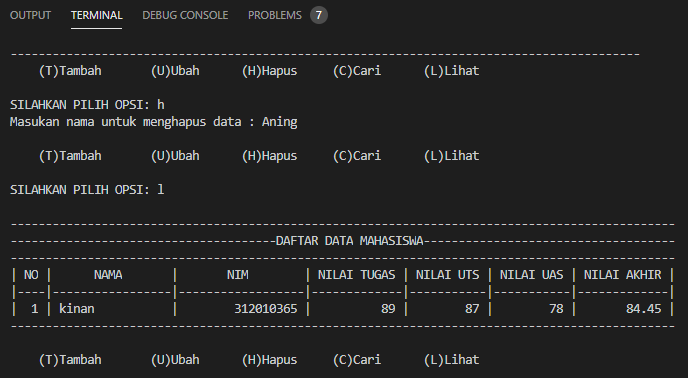 OUTPUT TERMINAL DEBUG CONSOLE PROBLEMS 7
------------------------------------------------------------------------------------------
(T)Tambah (U)Ubah (H)Hapus (C)Cari (L)Lihat
SILAHKAN PILIH OPSI: h
Masukan nama untuk menghapus data : Aning
(T)Tambah (U)Ubah (H)Hapus (C)Cari (L)Lihat
SILAHKAN PILIH OPSI: l
-----------------------------------------------------------------------------------------------
--------------------------------------DAFTAR DATA MAHASISWA------------------------------------
-----------------------------------------------------------------------------------------------
| NO |      NAMA       |       NIM        | NILAI TUGAS | NILAI UTS | NILAI UAS | NILAI AKHIR |
|----|-----------------|------------------|-------------|-----------|-----------|-------------|
|  1 | kinan           |        312010365 |          89 |        87 |        78 |       84.45 |
-----------------------------------------------------------------------------------------------
(T)Tambah (U)Ubah (H)Hapus (C)Cari (L)Lihat